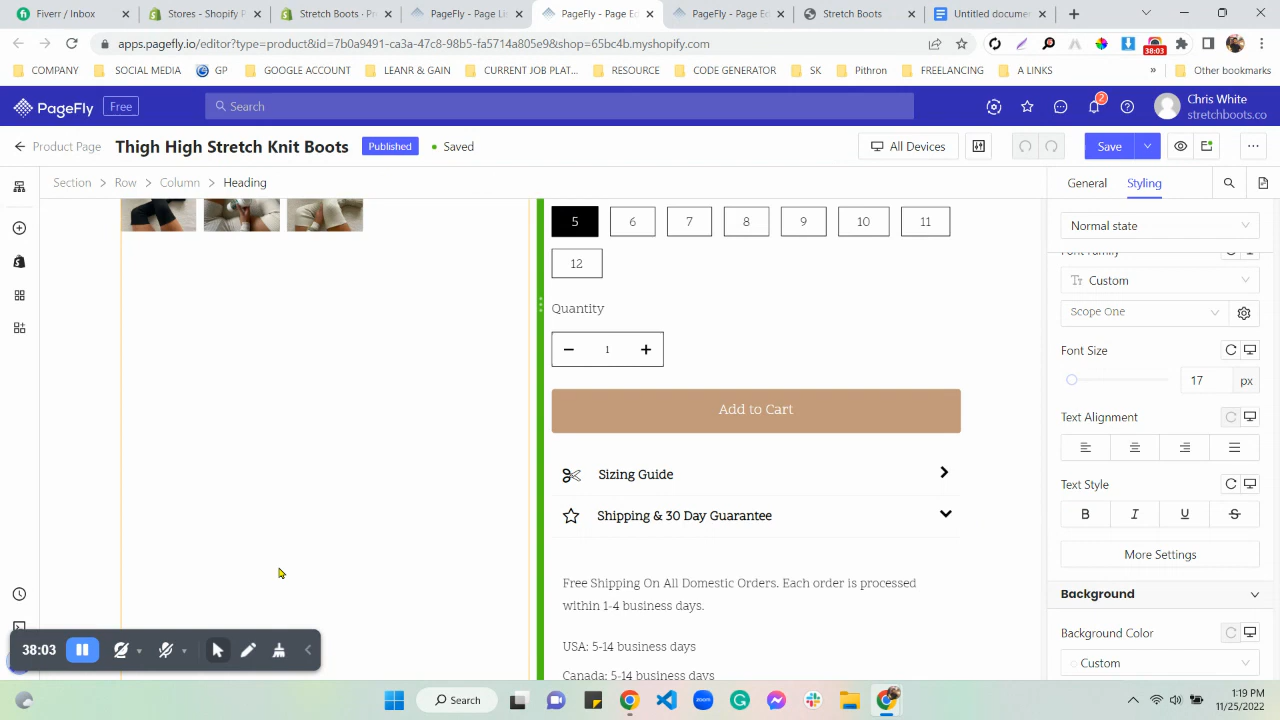 Fiverr / Inbox
Stores - Shopify
Stretch Boots · Pr
PageFly - Page Li
PageFly - Page Ed
PageFly - Page Ed
Stretch Boots
Untitled docume
apps.pagefly.io/editor?type=product&id=
&shop=65bc4b.myshopify.com
38:03
COMPANY
SOCIAL MEDIA
GP
GOOGLE ACCOUNT
LEANR & GAIN
CURRENT JOB PLAT...
RESOURCE
CODE GENERATOR
SK
Pithron
FREELANCING
A LINKS
»
Other bookmarks
PageFly
Free
Search
2
Chris White
stretchboots.co
Product Page
Thigh High Stretch Knit Boots
Published
Saved
All Devices
Save
Section > Row > Column > Heading
General
Styling
Normal state
Font Family
Custom
Scope One
Font Size
17 px
Text Alignment
Text Style
B I U S
More Settings
Background
Background Color
Custom
5 6 7 8 9 10 11
12
Quantity
1
Add to Cart
Sizing Guide
Shipping & 30 Day Guarantee
Free Shipping On All Domestic Orders. Each order is processed
within 1-4 business days.
USA: 5-14 business days
Canada: 5-14 business days
38:03
Search
zoom
1:19 PM
11/25/2022